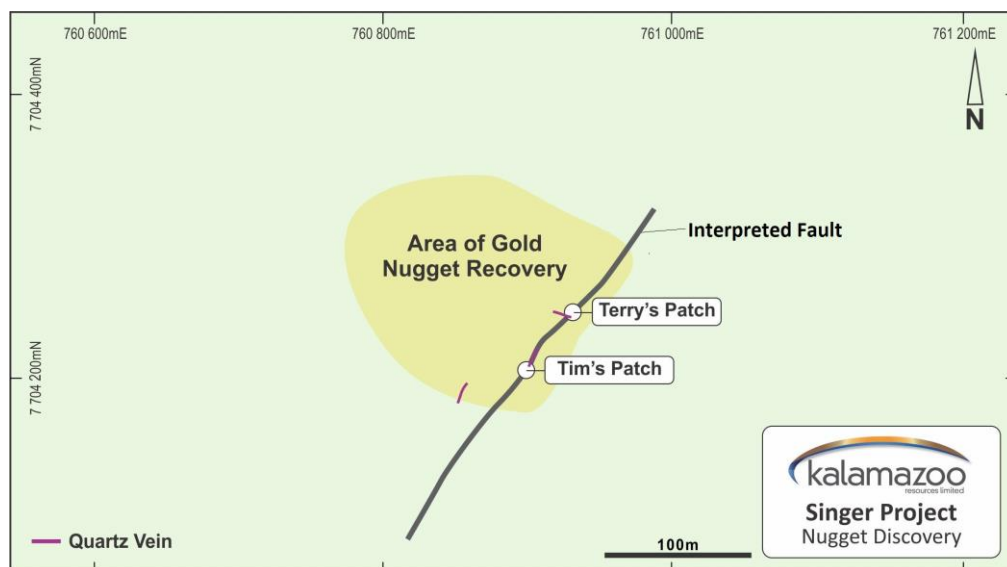 760 600mE
760 800mE
761 000mE
761 200mE
7 704 400mN
N
Area of Gold
Nugget Recovery
Interpreted Fault
Terry's Patch
Tim's Patch
7 704 200mN
kalamazoo
resources limited
Singer Project
Nugget Discovery
Quartz Vein
100m